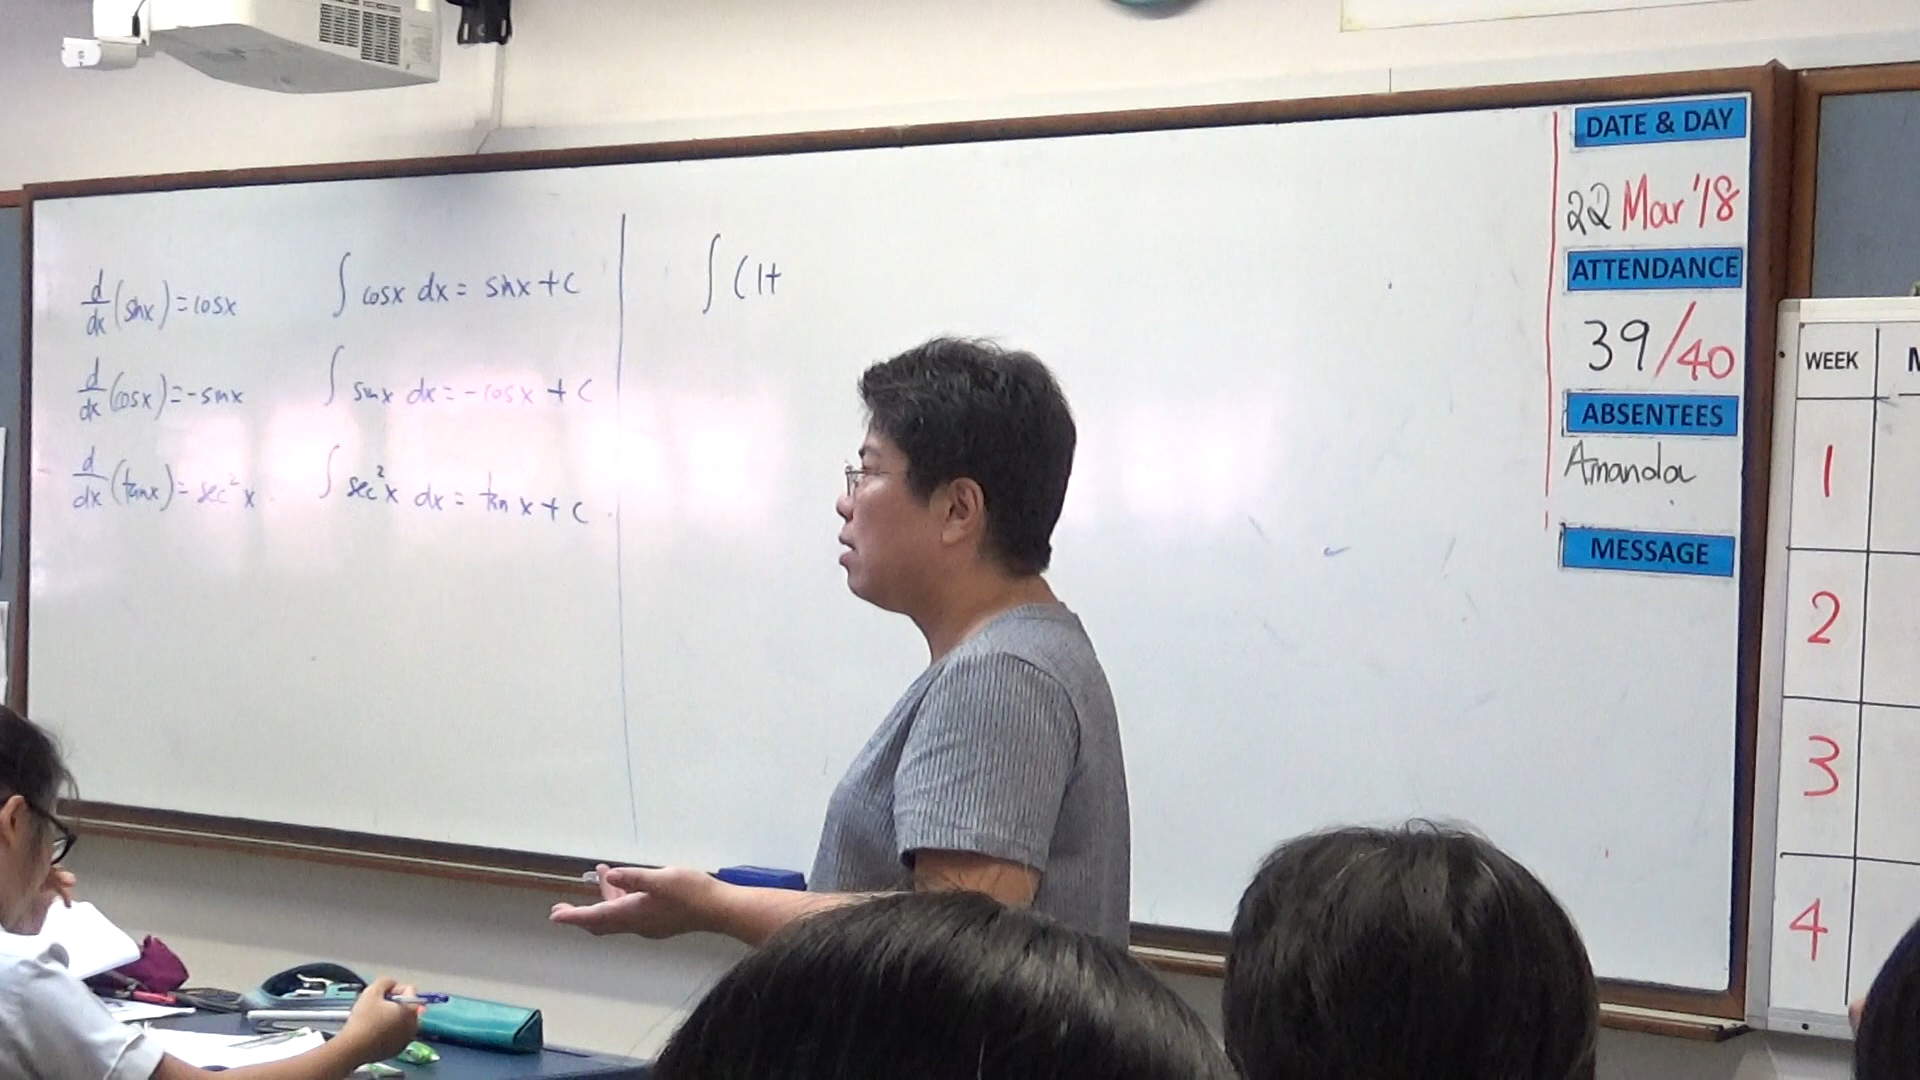 d/dx (sinx) = cosx
∫ cosx dx = sinx + c
d/dx (cosx) = -sinx
∫ sinx dx = -cosx + c
d/dx (tanx) = sec²x
∫ sec²x dx = tan x + c
∫ (1+
DATE & DAY
22 Mar '18
ATTENDANCE
39/40
ABSENTEES
Amanda
MESSAGE
WEEK
1
2
3
4